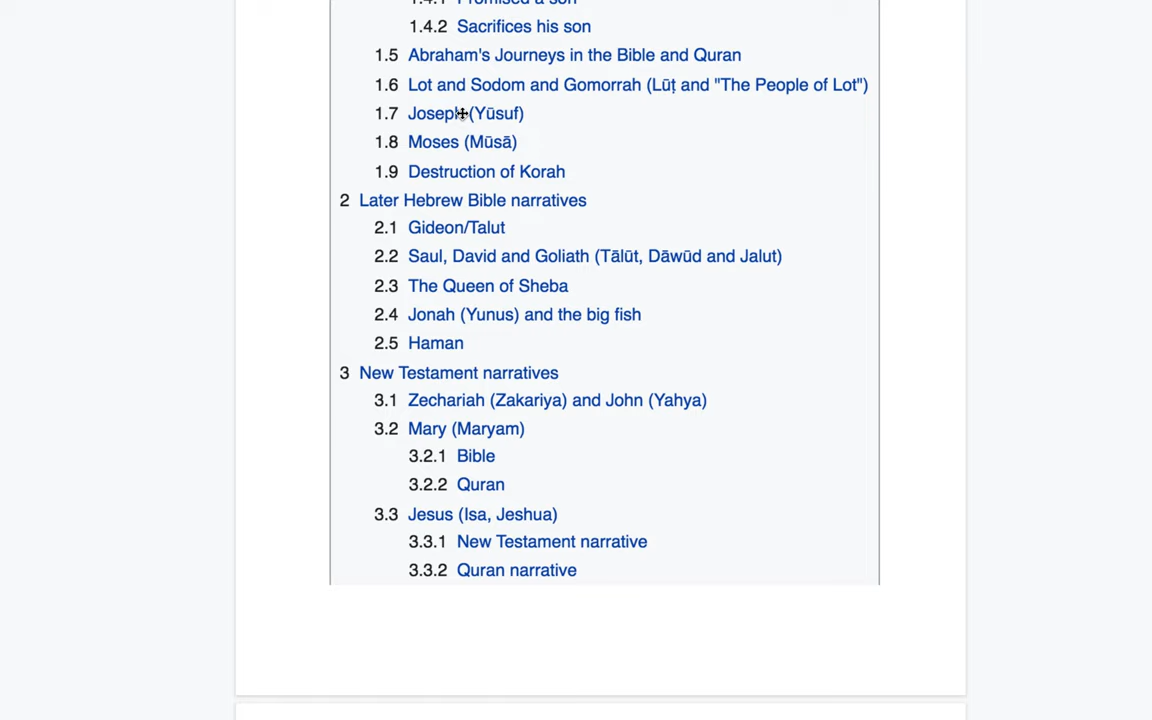 1.4.1 Promised a son
1.4.2 Sacrifices his son
1.5 Abraham's Journeys in the Bible and Quran
1.6 Lot and Sodom and Gomorrah (Lūṭ and "The People of Lot")
1.7 Joseph (Yūsuf)
1.8 Moses (Mūsā)
1.9 Destruction of Korah
2 Later Hebrew Bible narratives
2.1 Gideon/Talut
2.2 Saul, David and Goliath (Tālūt, Dāwūd and Jalut)
2.3 The Queen of Sheba
2.4 Jonah (Yunus) and the big fish
2.5 Haman
3 New Testament narratives
3.1 Zechariah (Zakariya) and John (Yahya)
3.2 Mary (Maryam)
3.2.1 Bible
3.2.2 Quran
3.3 Jesus (Isa, Jeshua)
3.3.1 New Testament narrative
3.3.2 Quran narrative